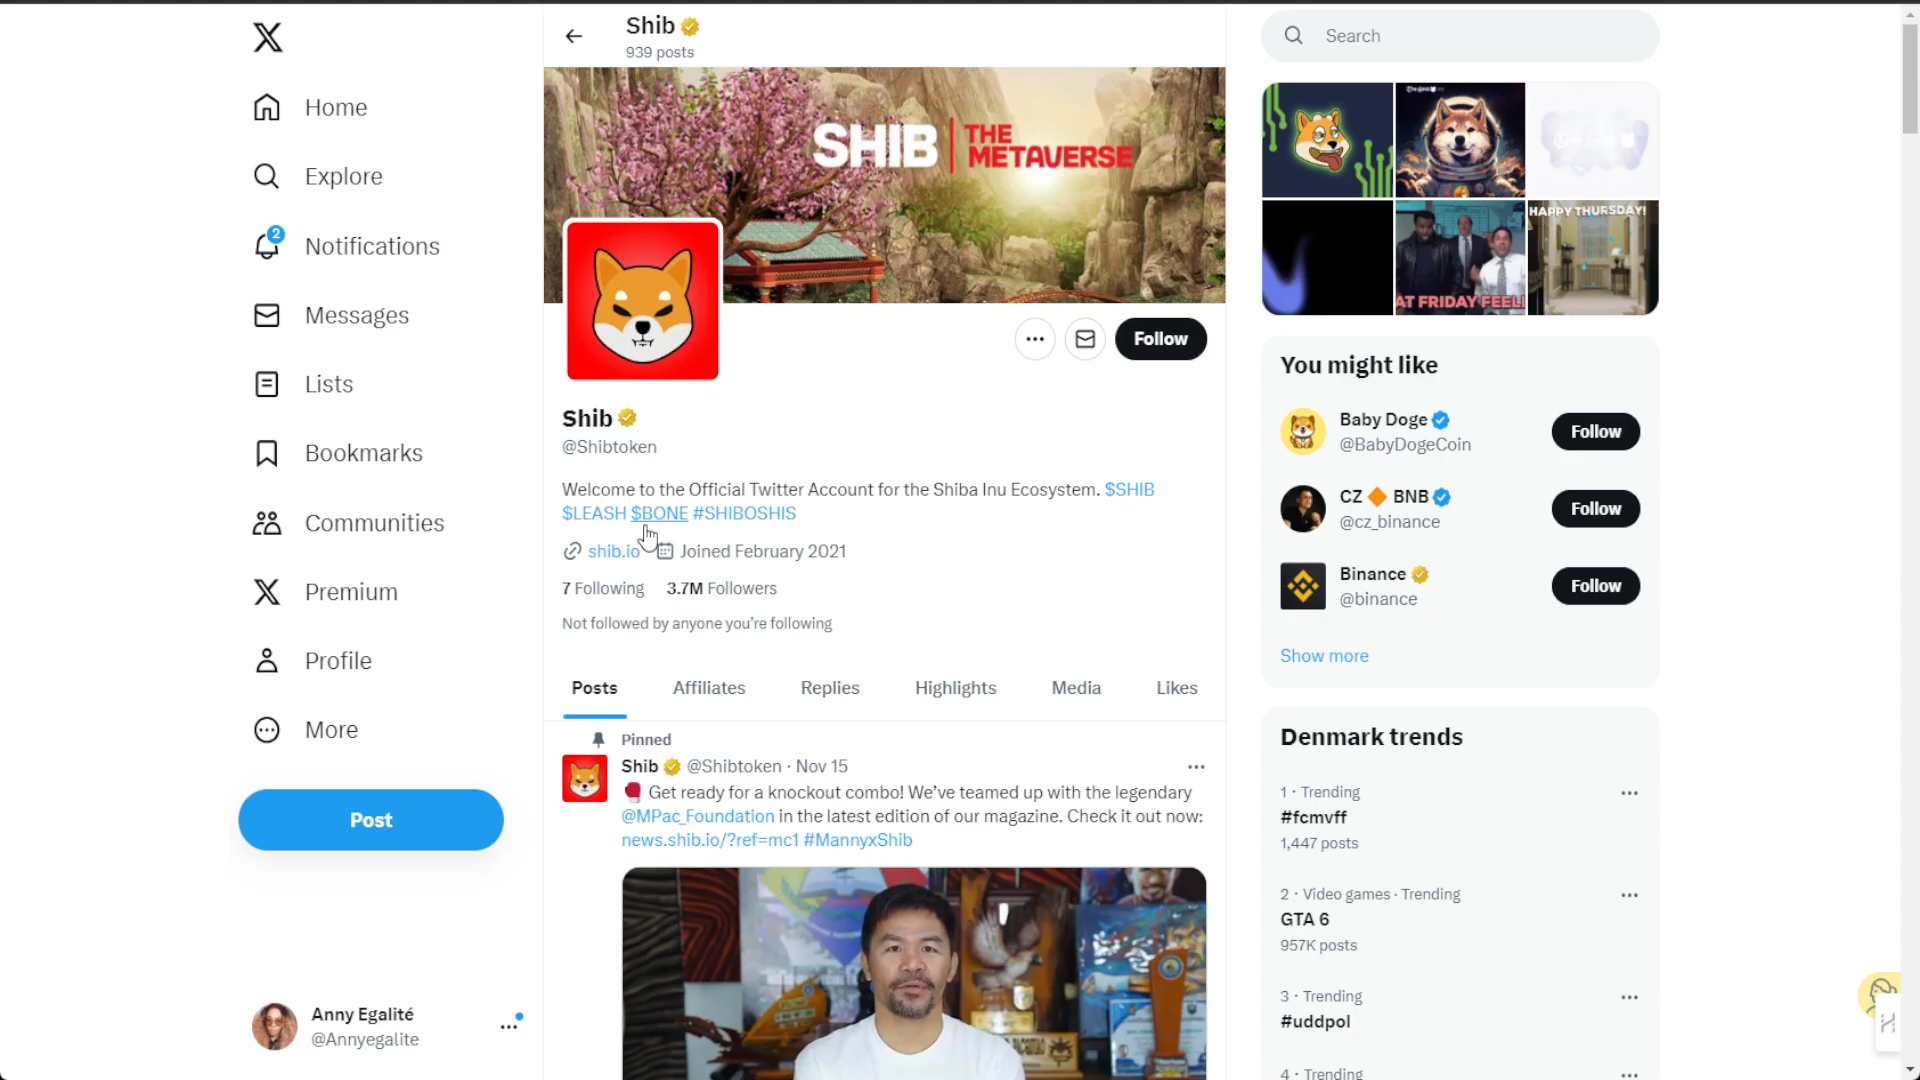 Home
Explore
2
Notifications
Messages
Lists
Bookmarks
Communities
Premium
Profile
More
Post
Anny Egalité
@Annyegalite
Shib
939 posts
SHIB THE METAVERSE
Follow
Shib
@Shibtoken
Welcome to the Official Twitter Account for the Shiba Inu Ecosystem. $SHIB
$LEASH $BONE #SHIBOSHIS
shib.io Joined February 2021
7 Following 3.7M Followers
Not followed by anyone you're following
Posts Affiliates Replies Highlights Media Likes
Pinned
Shib @Shibtoken · Nov 15
Get ready for a knockout combo! We've teamed up with the legendary
@MPac_Foundation in the latest edition of our magazine. Check it out now:
news.shib.io/?ref=mc1 #MannyxShib
Search
HAPPY THURSDAY!
AT FRIDAY FEELI
You might like
Baby Doge
@BabyDogeCoin
Follow
CZ BNB
@cz_binance
Follow
Binance
@binance
Follow
Show more
Denmark trends
1 · Trending
#fcmvff
1,447 posts
2 · Video games · Trending
GTA 6
957K posts
3 · Trending
#uddpol
4 · Trending